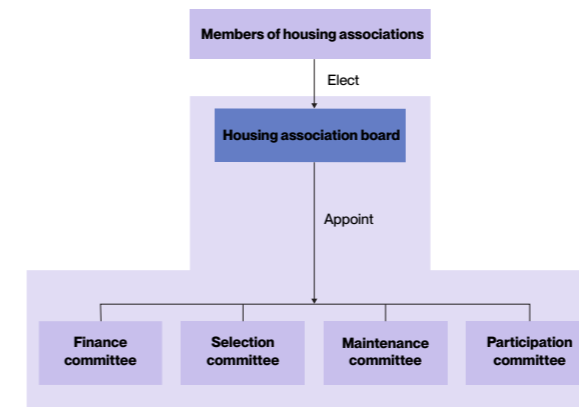 Members of housing associations
Elect
Housing association board
Appoint
Finance
committee
Selection
committee
Maintenance
committee
Participation
committee